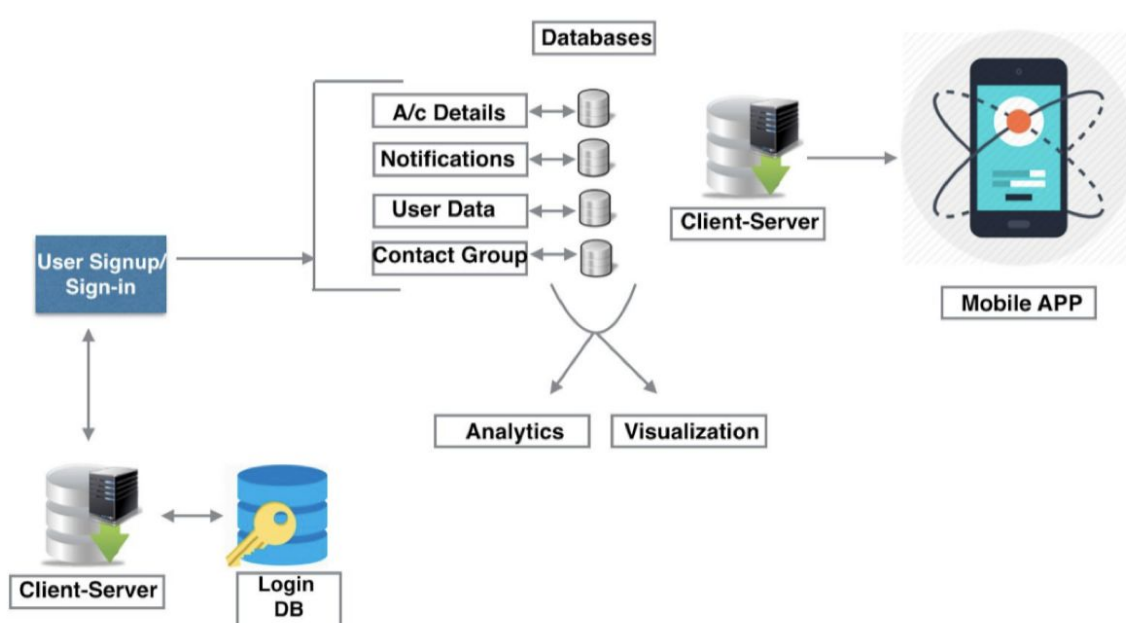 Databases
A/c Details
Notifications
User Data
Contact Group
Client-Server
Mobile APP
User Signup/
Sign-in
Analytics
Visualization
Client-Server
Login
DB